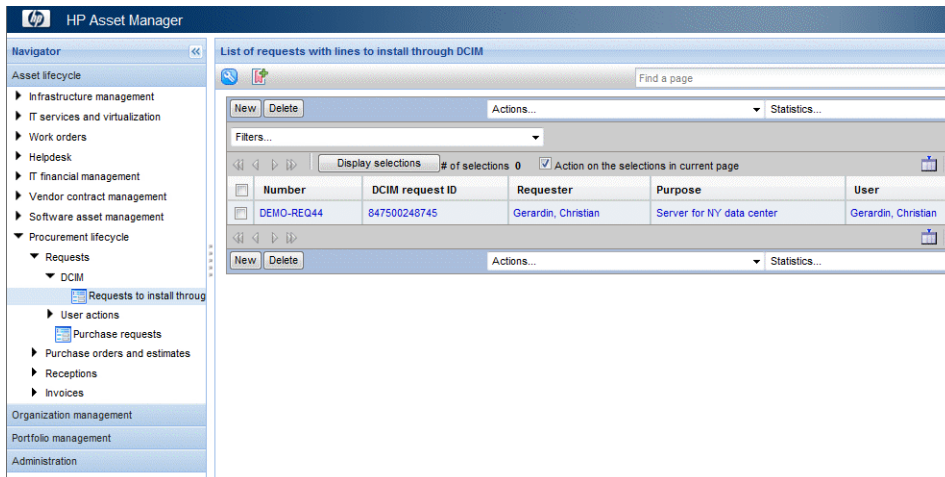 hp HP Asset Manager
Navigator
Asset lifecycle
Infrastructure management
IT services and virtualization
Work orders
Helpdesk
IT financial management
Vendor contract management
Software asset management
Procurement lifecycle
Requests
DCIM
Requests to install throug
User actions
Purchase requests
Purchase orders and estimates
Receptions
Invoices
Organization management
Portfolio management
Administration
List of requests with lines to install through DCIM
Find a page
New Delete Actions... Statistics...
Filters...
Display selections # of selections 0 Action on the selections in current page
Number DCIM request ID Requester Purpose User
DEMO-REQ44 847500248745 Gerardin, Christian Server for NY data center Gerardin, Christian
New Delete Actions... Statistics...